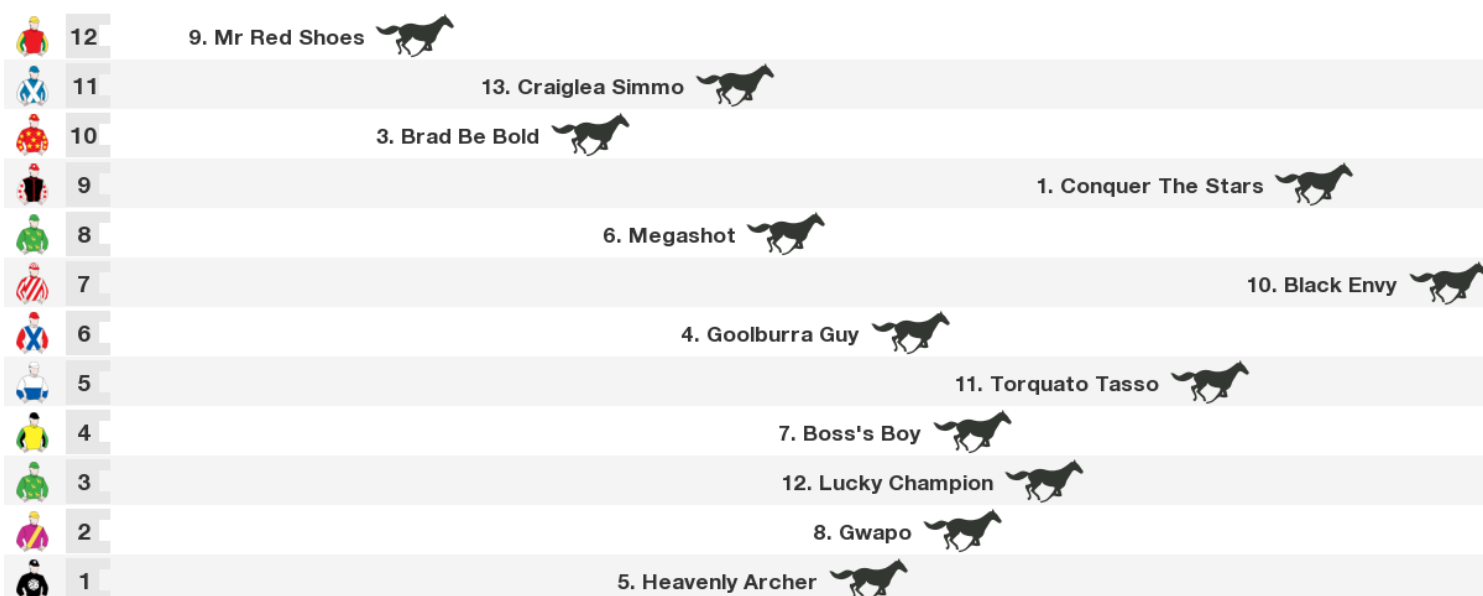 12 9. Mr Red Shoes
11 13. Craiglea Simmo
10 3. Brad Be Bold
9 1. Conquer The Stars
8 6. Megashot
7 10. Black Envy
6 4. Goolburra Guy
5 11. Torquato Tasso
4 7. Boss's Boy
3 12. Lucky Champion
2 8. Gwapo
1 5. Heavenly Archer